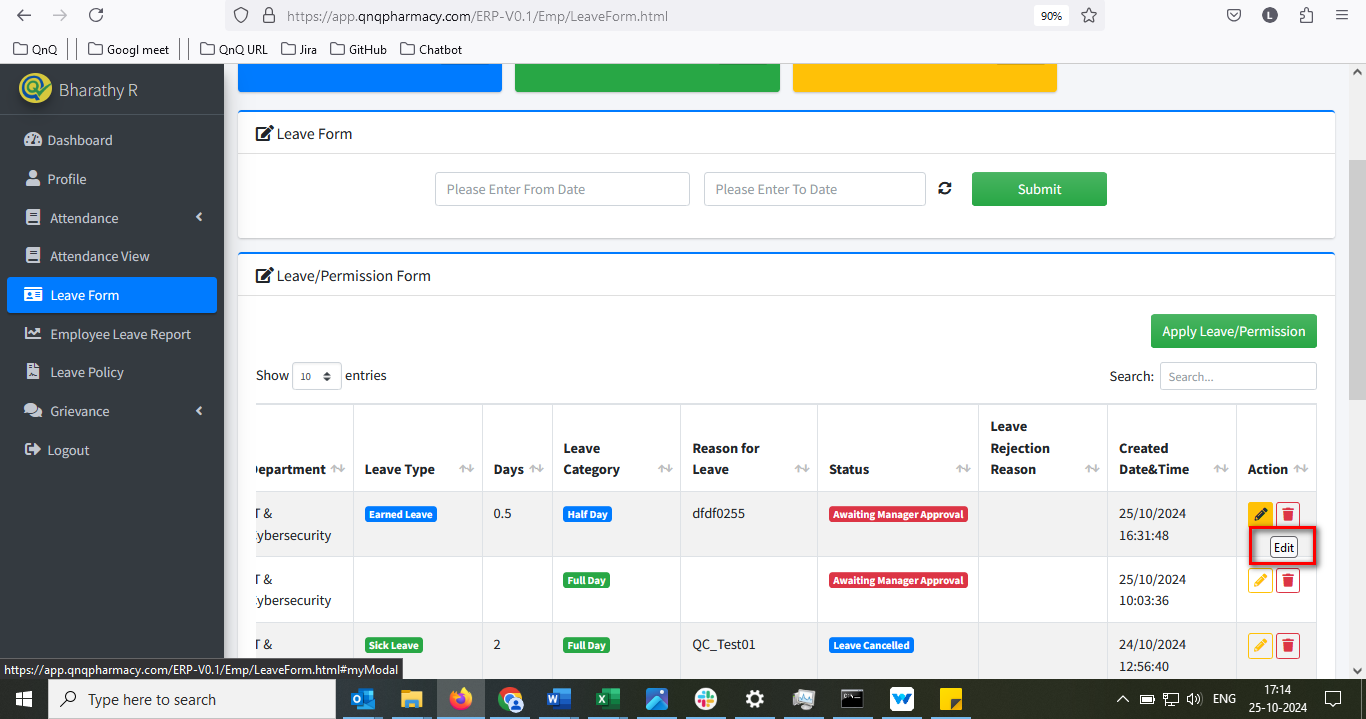 https://app.qnqpharmacy.com/ERP-V0.1/Emp/LeaveForm.html
90%
L
QnQ
Googl meet
QnQ URL
Jira
GitHub
Chatbot
Bharathy R
Dashboard
Profile
Attendance
Attendance View
Leave Form
Employee Leave Report
Leave Policy
Grievance
Logout
Leave Form
Please Enter From Date
Please Enter To Date
Submit
Leave/Permission Form
Apply Leave/Permission
Show 10 entries
Search: Search...
Leave Type
Days
Leave
Category
Reason for
Leave
Status
Leave
Rejection
Reason
Created
Date&Time
Action
&
Earned Leave
0.5
Half Day
dfdf0255
Awaiting Manager Approval
25/10/2024
16:31:48
Edit
&
Full Day
Awaiting Manager Approval
25/10/2024
10:03:36
&
Sick Leave
2
Full Day
QC_Test01
Leave Cancelled
24/10/2024
12:56:40
https://app.qnqpharmacy.com/ERP-V0.1/Emp/LeaveForm.html#myModal
Type here to search
ENG
17:14
25-10-2024